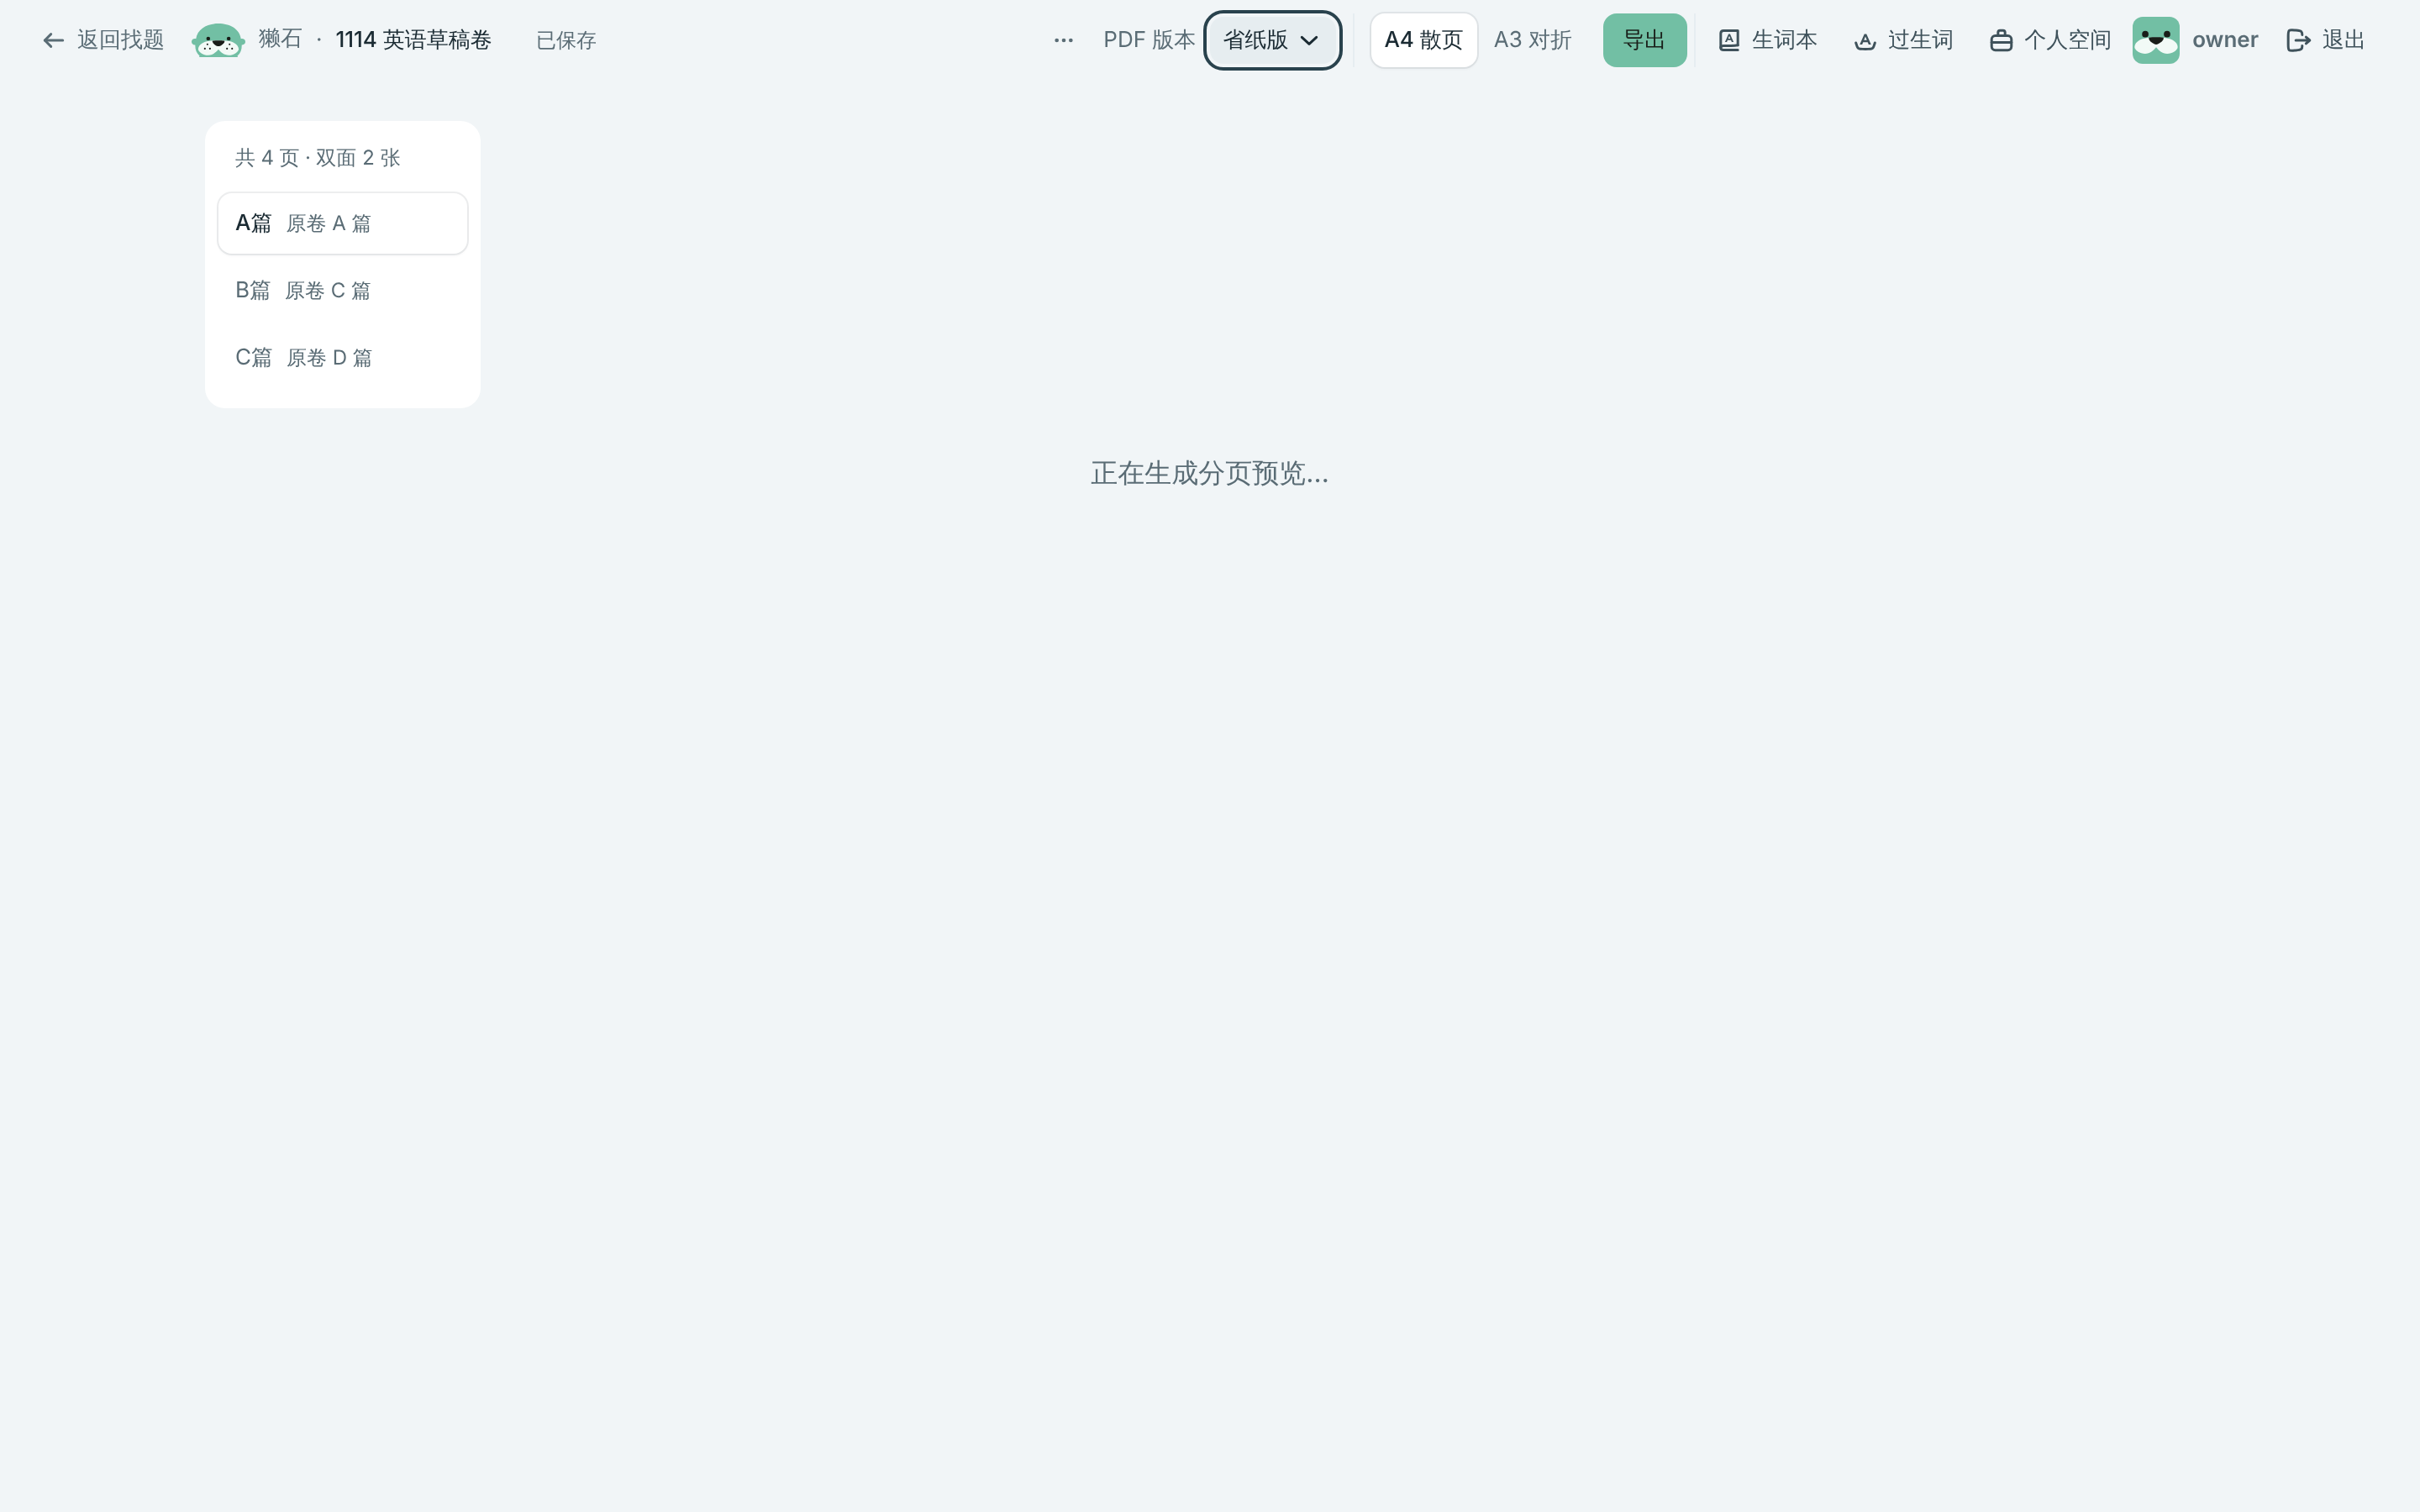 返回找题 獭石 · 1114 英语草稿卷 已保存 ··· PDF 版本 省纸版 A4 散页 A3 对折 导出 生词本 过生词 个人空间 owner 退出
共 4 页 · 双面 2 张
A篇 原卷 A 篇
B篇 原卷 C 篇
C篇 原卷 D 篇
正在生成分页预览...